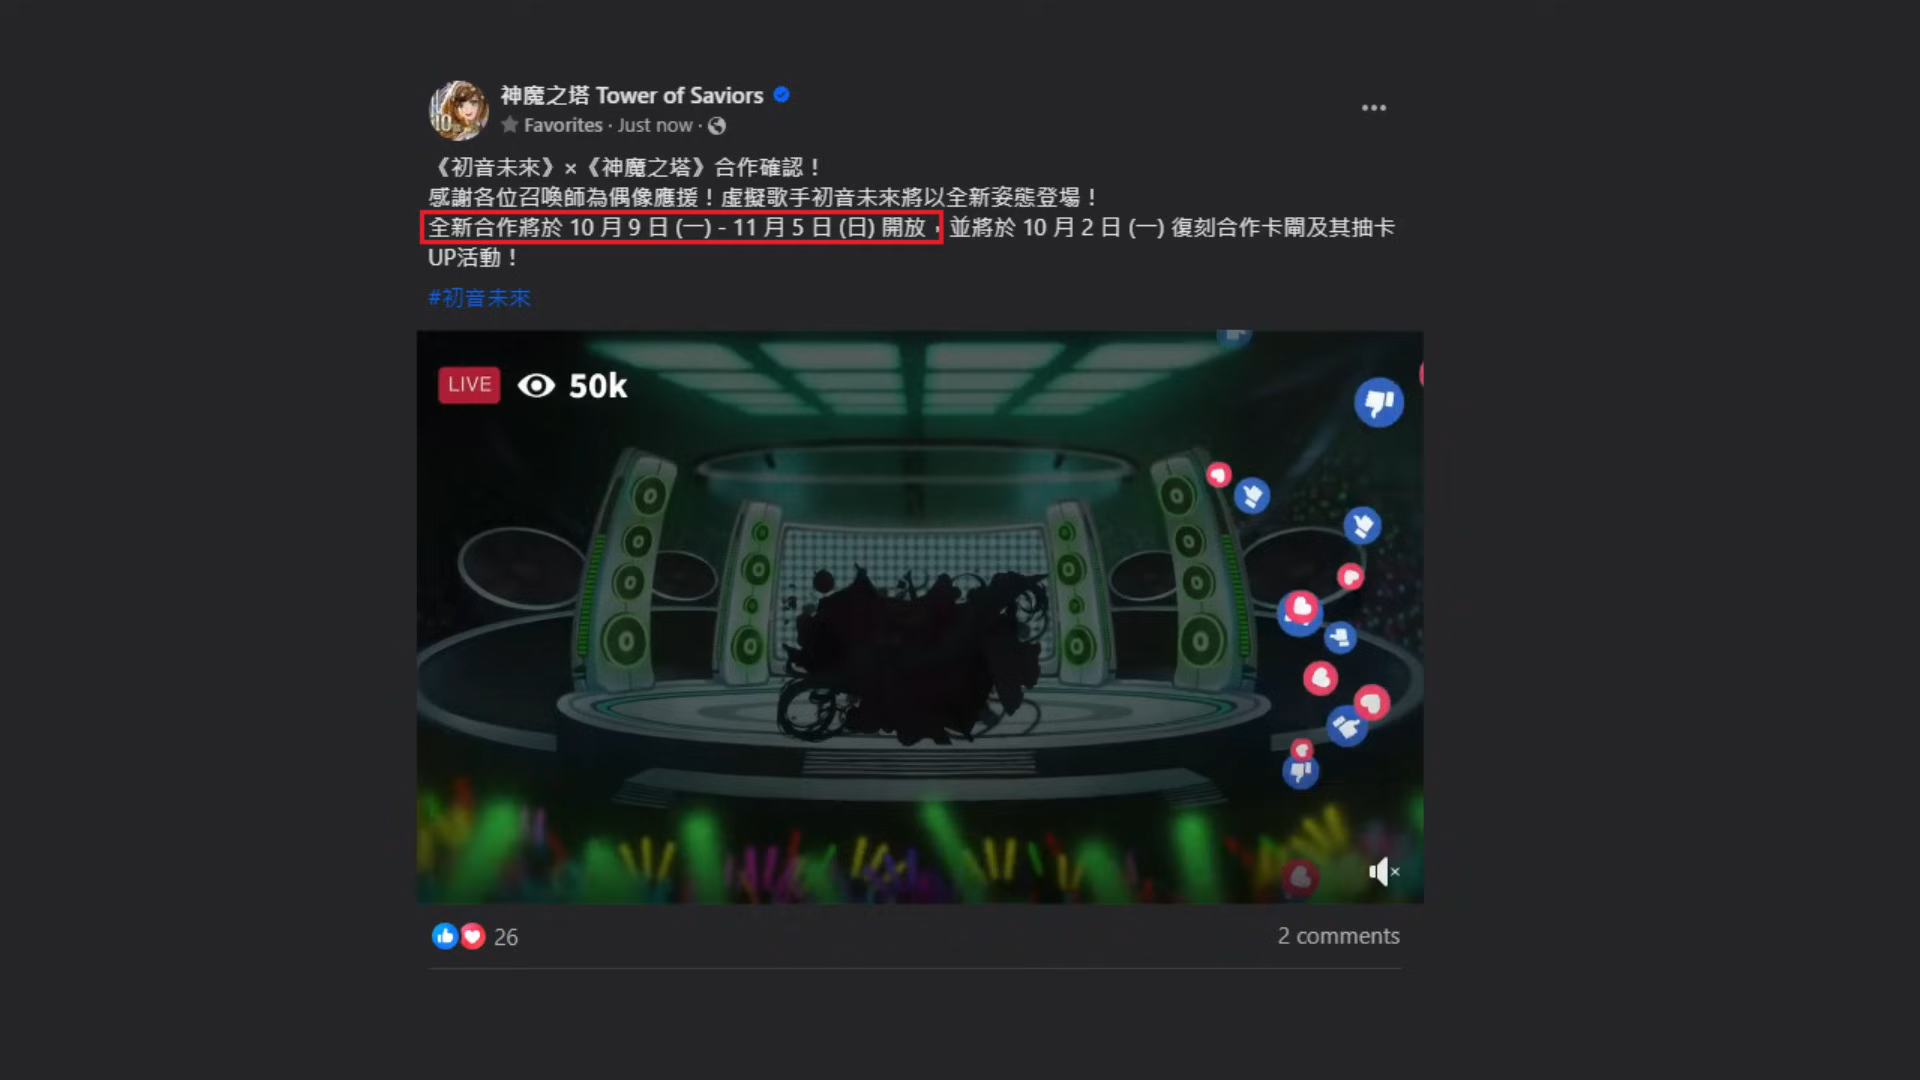 神魔之塔 Tower of Saviors
Favorites · Just now ·
《初音未來》×《神魔之塔》合作確認！
感謝各位召喚師為偶像應援！虛擬歌手初音未來將以全新姿態登場！
全新合作將於 10 月 9 日 (一) - 11 月 5 日 (日) 開放，並將於 10 月 2 日 (一) 復刻合作卡閘及其抽卡
UP活動！
#初音未來
LIVE 50k
26
2 comments